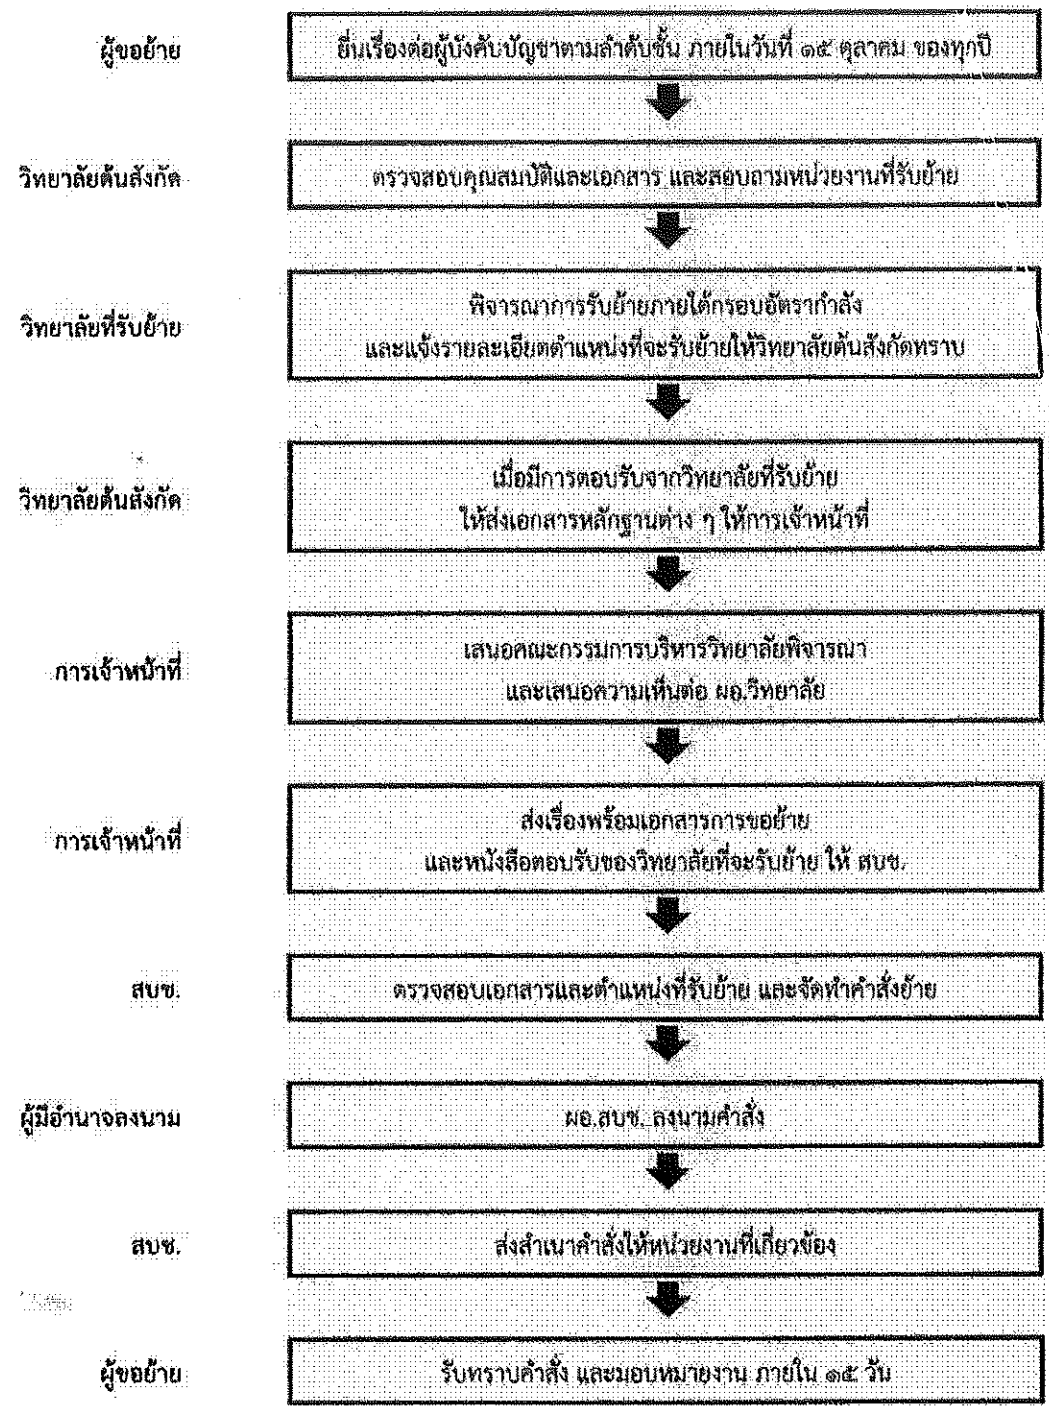 ผู้ขอย้าย
ยื่นเรื่องต่อผู้บังคับบัญชาตามลำดับชั้น ภายในวันที่ ๑๕ ตุลาคม ของทุกปี
วิทยาลัยต้นสังกัด
ตรวจสอบคุณสมบัติและเอกสาร และสอบถามหน่วยงานที่รับย้าย
วิทยาลัยที่รับย้าย
พิจารณาการรับย้ายภายใต้กรอบอัตรากำลัง
และแจ้งรายละเอียดตำแหน่งที่จะรับย้ายให้วิทยาลัยต้นสังกัดทราบ
วิทยาลัยต้นสังกัด
เมื่อมีการตอบรับจากวิทยาลัยที่รับย้าย
ให้ส่งเอกสารหลักฐานต่าง ๆ ให้การเจ้าหน้าที่
การเจ้าหน้าที่
เสนอคณะกรรมการบริหารวิทยาลัยพิจารณา
และเสนอความเห็นต่อ ผอ.วิทยาลัย
การเจ้าหน้าที่
ส่งเรื่องพร้อมเอกสารการขอย้าย
และหนังสือตอบรับของวิทยาลัยที่จะรับย้าย ให้ สบช.
สบช.
ตรวจสอบเอกสารและตำแหน่งที่รับย้าย และจัดทำคำสั่งย้าย
ผู้มีอำนาจลงนาม
ผอ.สบช. ลงนามคำสั่ง
สบช.
ส่งสำเนาคำสั่งให้หน่วยงานที่เกี่ยวข้อง
ผู้ขอย้าย
รับทราบคำสั่ง และมอบหมายงาน ภายใน ๑๕ วัน